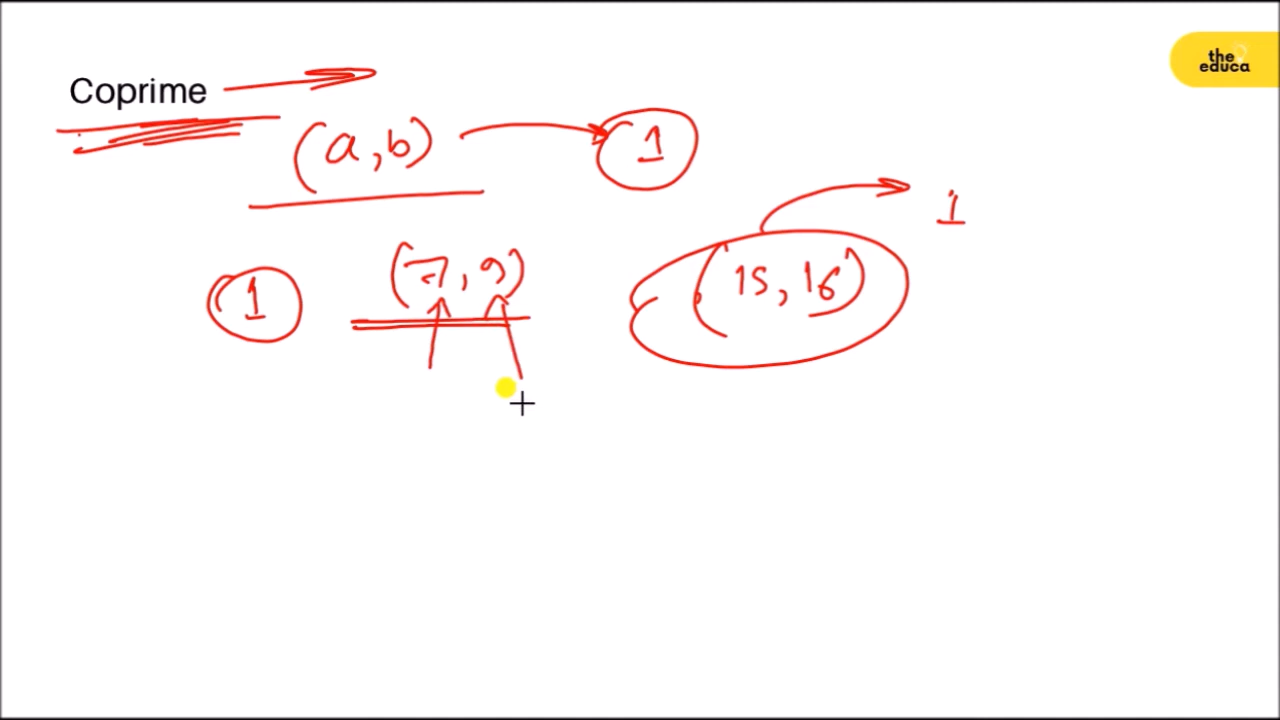 the
educa
Coprime
(a,b) 1
1
1 (7,9) (15,16)